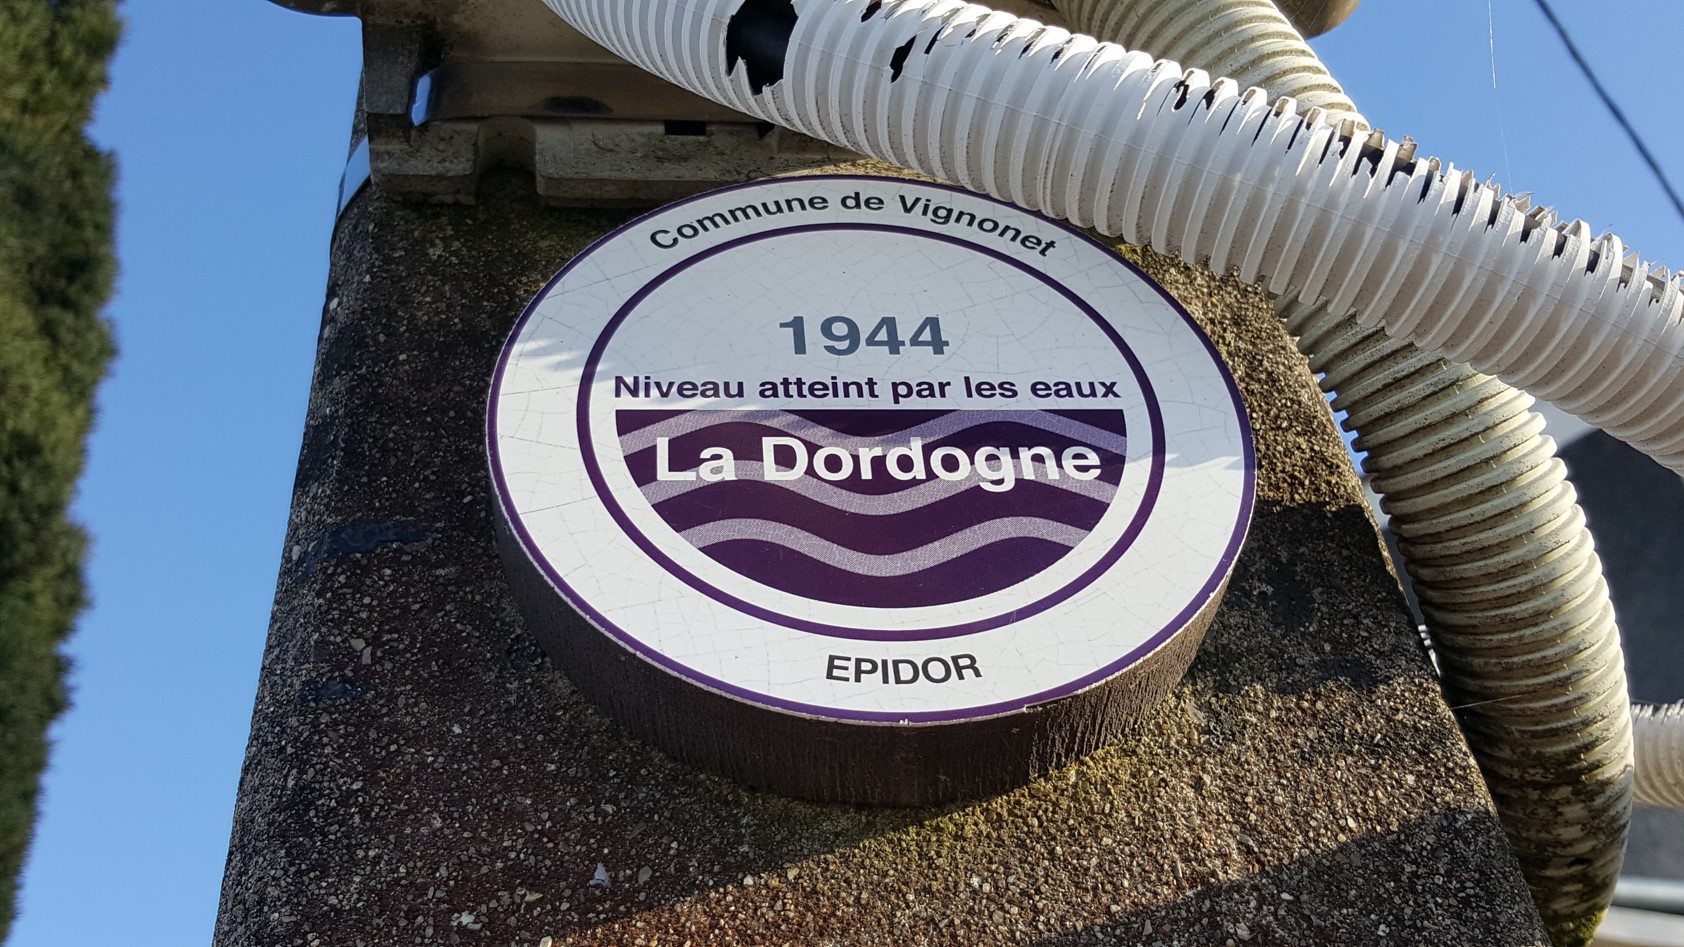 Commune de Vignonet
1944
Niveau atteint par les eaux
La Dordogne
EPIDOR